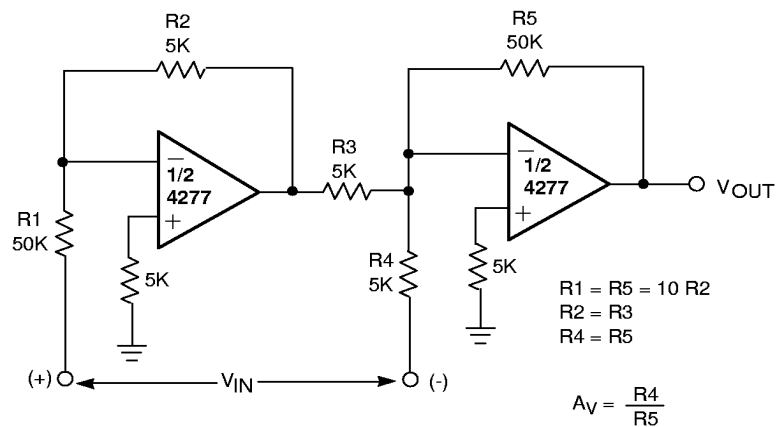 R2
5K
R5
50K
R3
5K
−
1/2
4277
+
−
1/2
4277
+
VOUT
R1
50K
5K
R4
5K
5K
R1 = R5 = 10 R2
R2 = R3
R4 = R5
(+)
VIN
(-)
AV = R4
R5